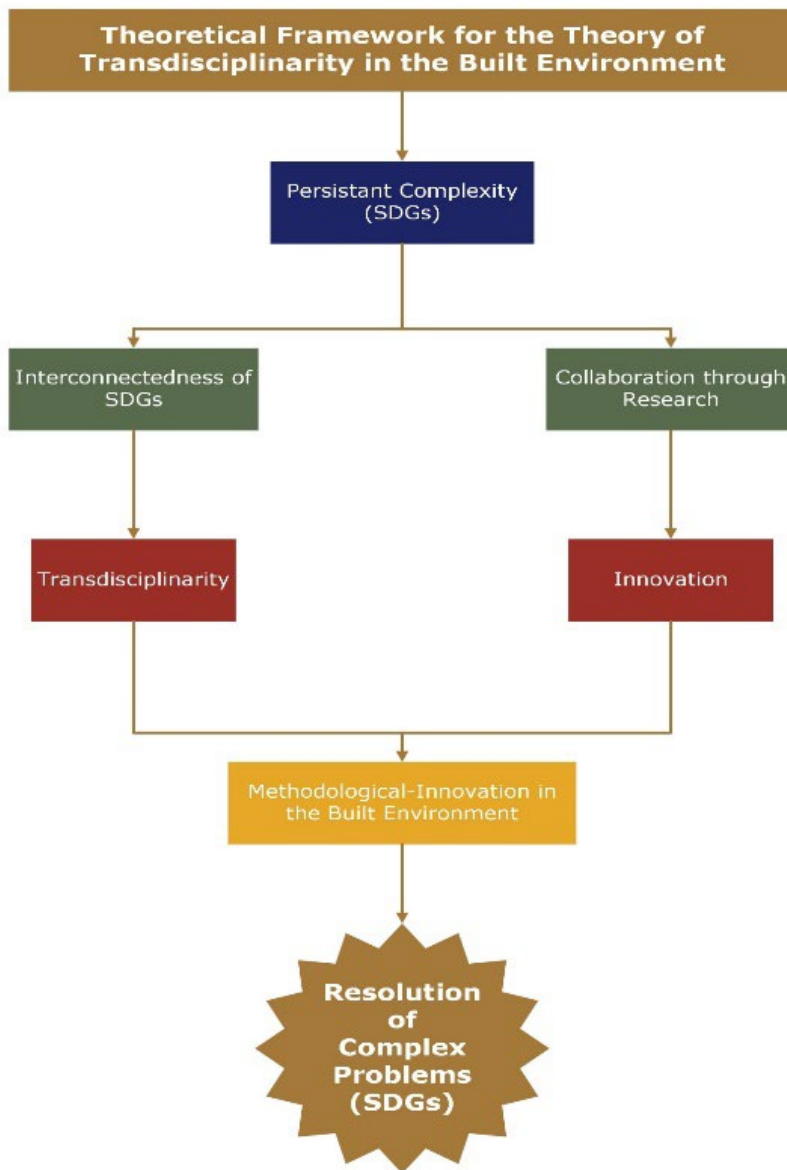 Theoretical Framework for the Theory of
Transdisciplinarity in the Built Environment
Persistant Complexity
(SDGs)
Interconnectedness of
SDGs
Collaboration through
Research
Transdisciplinarity
Innovation
Methodological-Innovation in
the Built Environment
Resolution
of
Complex
Problems
(SDGs)